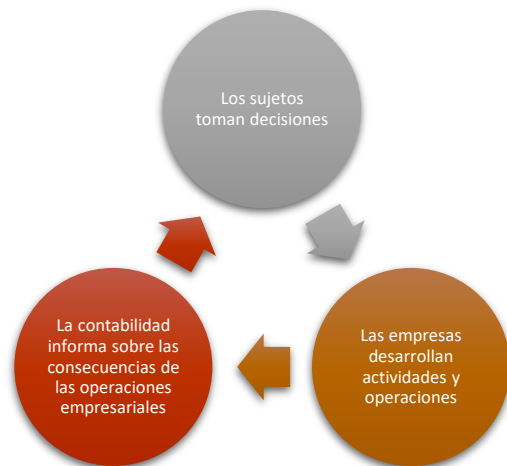 Los sujetos
toman decisiones
Las empresas
desarrollan
actividades y
operaciones
La contabilidad
informa sobre las
consecuencias de
las operaciones
empresariales